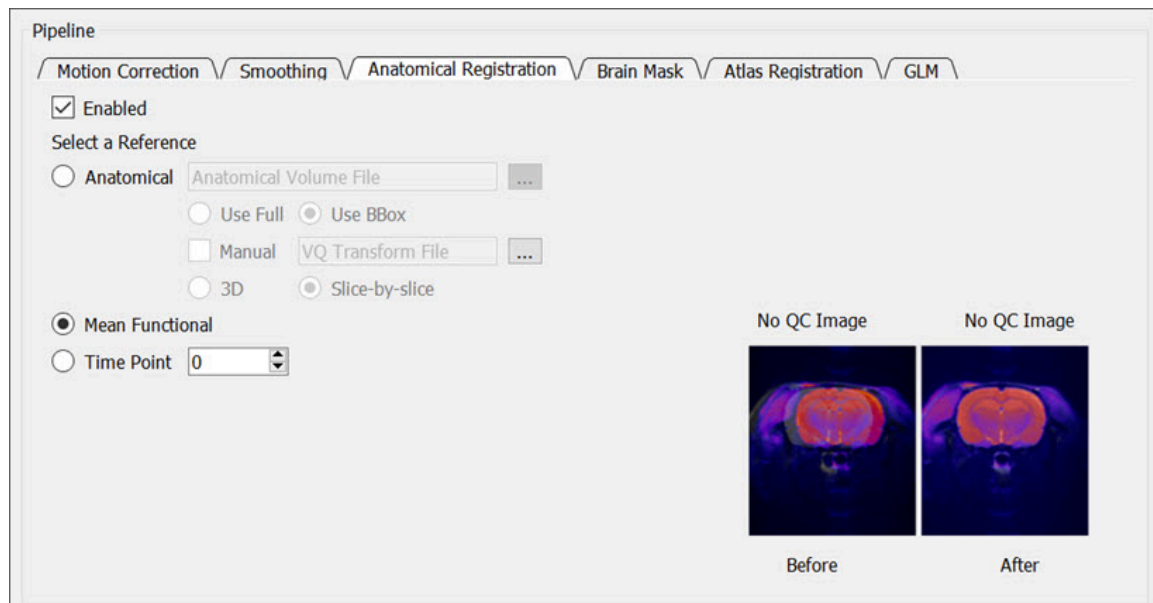 Pipeline
Motion Correction Smoothing Anatomical Registration Brain Mask Atlas Registration GLM
Enabled
Select a Reference
Anatomical Anatomical Volume File ...
Use Full Use BBox
Manual VQ Transform File ...
3D Slice-by-slice
Mean Functional
Time Point 0
No QC Image No QC Image
Before After